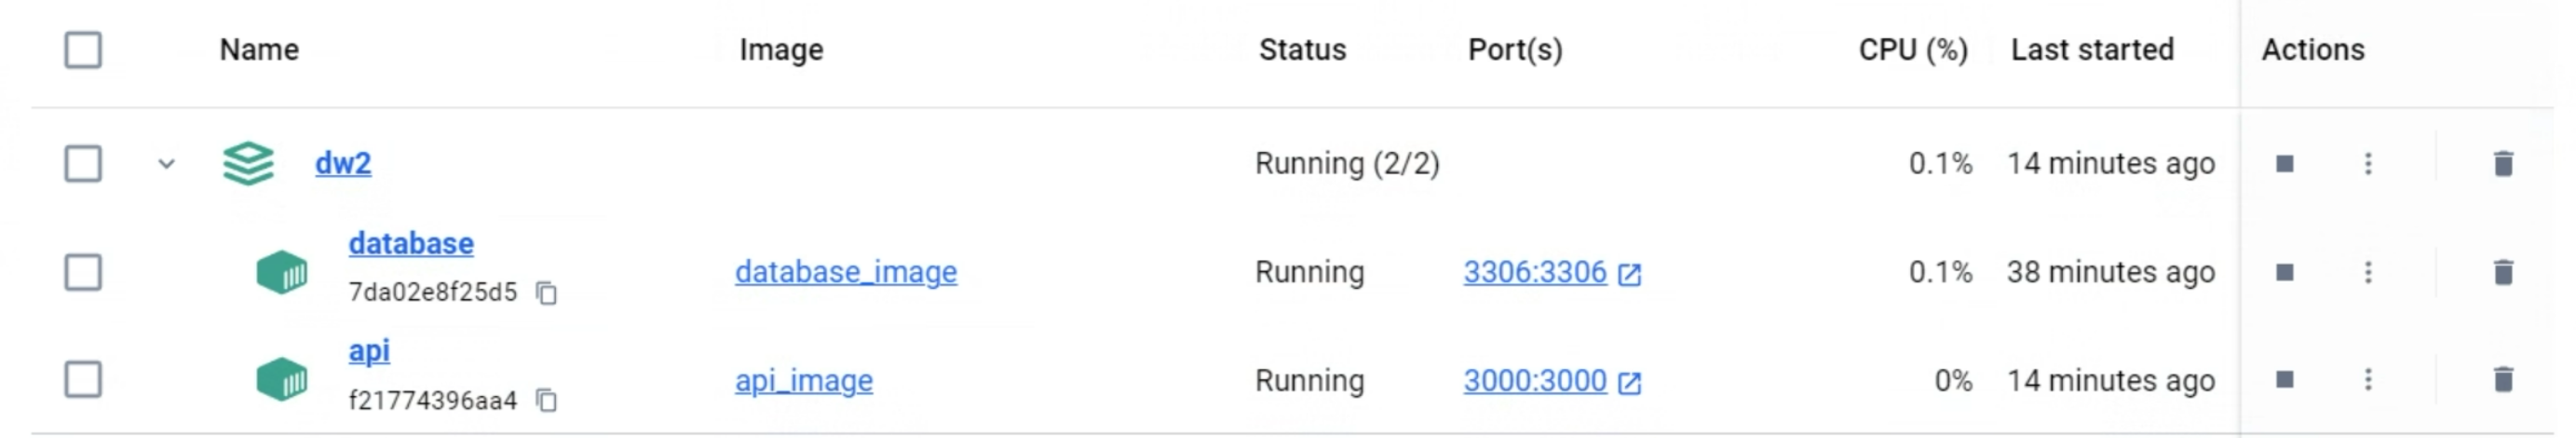 Name Image Status Port(s) CPU (%) Last started Actions
dw2 Running (2/2) 0.1% 14 minutes ago
database
7da02e8f25d5 database_image Running 3306:3306 0.1% 38 minutes ago
api
f21774396aa4 api_image Running 3000:3000 0% 14 minutes ago